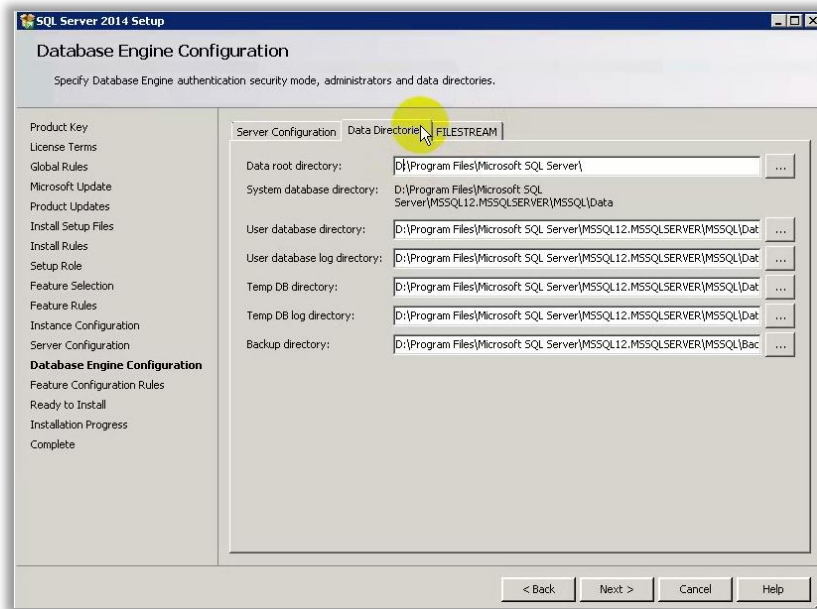 SQL Server 2014 Setup
Database Engine Configuration
Specify Database Engine authentication security mode, administrators and data directories.
Product Key
License Terms
Global Rules
Microsoft Update
Product Updates
Install Setup Files
Install Rules
Setup Role
Feature Selection
Feature Rules
Instance Configuration
Server Configuration
Database Engine Configuration
Feature Configuration Rules
Ready to Install
Installation Progress
Complete
Server Configuration Data Directories FILESTREAM
Data root directory: D:\Program Files\Microsoft SQL Server\ ...
System database directory: D:\Program Files\Microsoft SQL
Server\MSSQL12.MSSQLSERVER\MSSQL\Data
User database directory: D:\Program Files\Microsoft SQL Server\MSSQL12.MSSQLSERVER\MSSQL\Dat ...
User database log directory: D:\Program Files\Microsoft SQL Server\MSSQL12.MSSQLSERVER\MSSQL\Dat ...
Temp DB directory: D:\Program Files\Microsoft SQL Server\MSSQL12.MSSQLSERVER\MSSQL\Dat ...
Temp DB log directory: D:\Program Files\Microsoft SQL Server\MSSQL12.MSSQLSERVER\MSSQL\Dat ...
Backup directory: D:\Program Files\Microsoft SQL Server\MSSQL12.MSSQLSERVER\MSSQL\Bac ...
< Back Next > Cancel Help